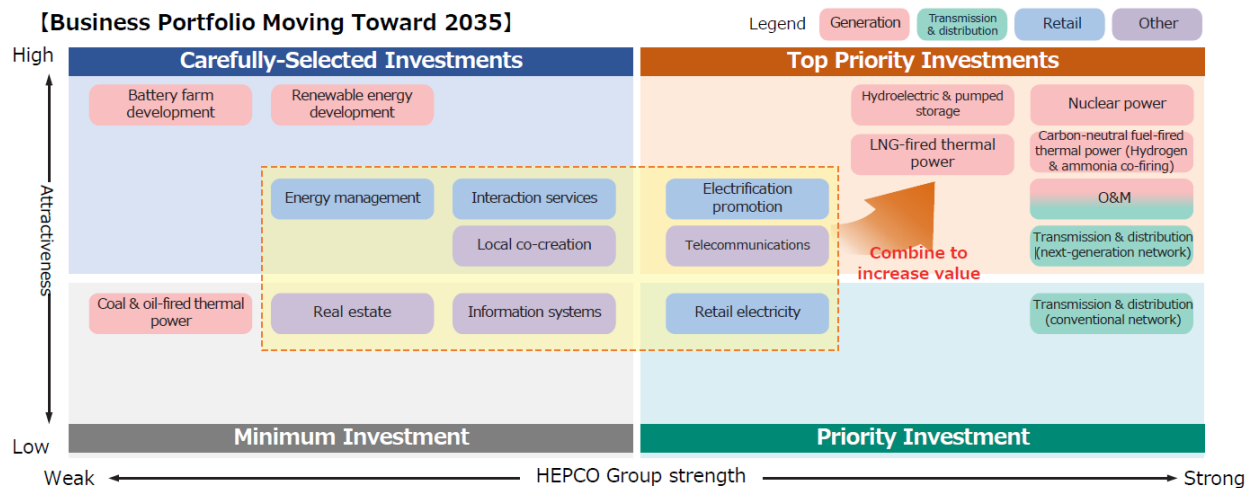 【Business Portfolio Moving Toward 2035】
Legend
Generation
Transmission
& distribution
Retail
Other
High
Carefully-Selected Investments
Top Priority Investments
Battery farm
development
Renewable energy
development
Hydroelectric & pumped
storage
Nuclear power
LNG-fired thermal
power
Carbon-neutral fuel-fired
thermal power (Hydrogen
& ammonia co-firing)
Attractiveness
Energy management
Interaction services
Electrification
promotion
O&M
Local co-creation
Telecommunications
Transmission & distribution
(next-generation network)
Combine to
increase value
Coal & oil-fired thermal
power
Real estate
Information systems
Retail electricity
Transmission & distribution
(conventional network)
Minimum Investment
Priority Investment
Low
Weak
HEPCO Group strength
Strong